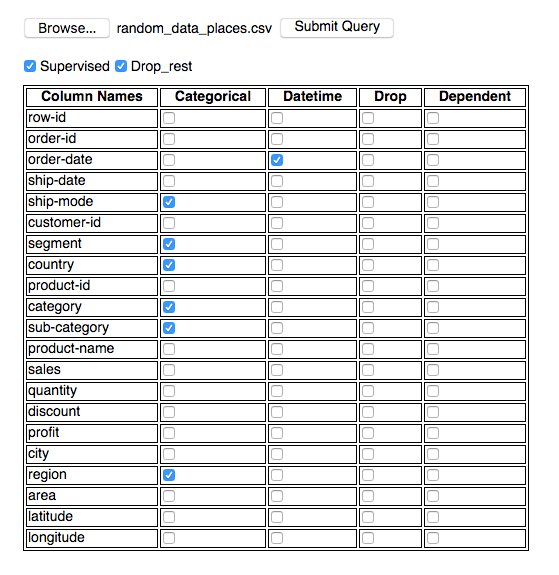 Browse... random_data_places.csv Submit Query
Supervised Drop_rest
Column Names Categorical Datetime Drop Dependent
row-id
order-id
order-date
ship-date
ship-mode
customer-id
segment
country
product-id
category
sub-category
product-name
sales
quantity
discount
profit
city
region
area
latitude
longitude